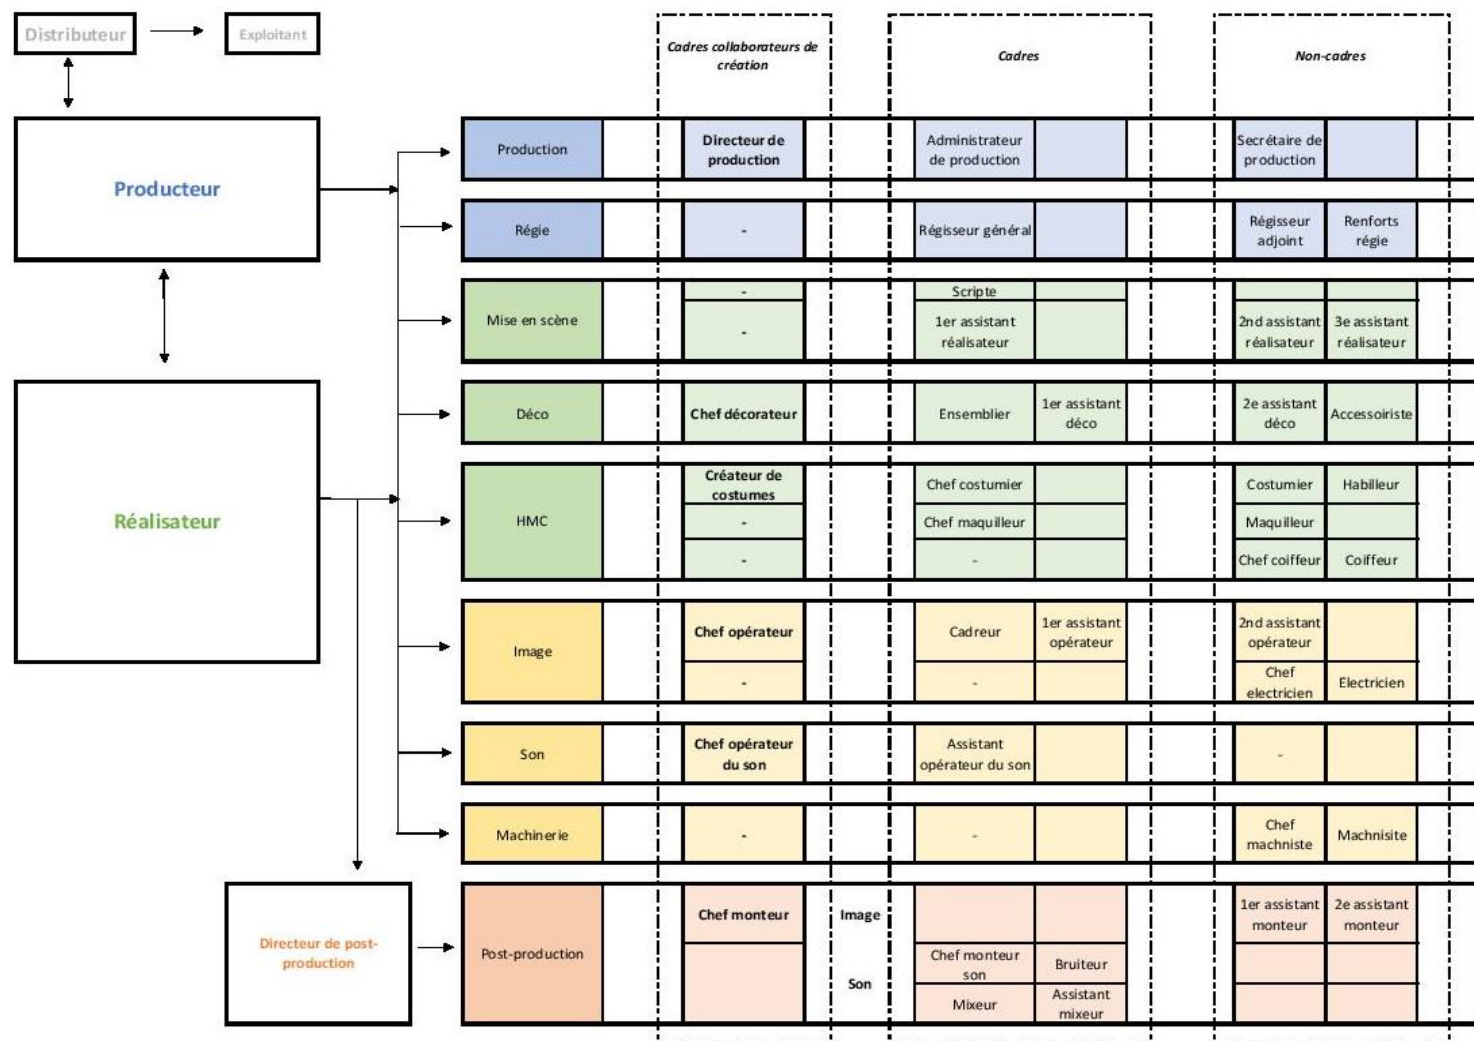 Distributeur
Exploitant
Cadres collaborateurs de
création
Cadres
Non-cadres
Producteur
Production
Directeur de
production
Administrateur
de production
Secrétaire de
production
Régie
-
Régisseur général
Régisseur
adjoint
Renforts
régie
Mise en scène
-
Scripte
-
1er assistant
réalisateur
2nd assistant
réalisateur
3e assistant
réalisateur
Réalisateur
Déco
Chef décorateur
Ensemblier
1er assistant
déco
2e assistant
déco
Accessoiriste
HMC
Créateur de
costumes
Chef costumier
Costumier
Habilleur
-
Chef maquilleur
Maquilleur
-
-
Chef coiffeur
Coiffeur
Image
Chef opérateur
Cadreur
1er assistant
opérateur
2nd assistant
opérateur
-
-
Chef
electricien
Electricien
Son
Chef opérateur
du son
Assistant
opérateur du son
-
Machinerie
-
-
Chef
machniste
Machnisite
Directeur de post-
production
Post-production
Chef monteur
Image
1er assistant
monteur
2e assistant
monteur
Son
Chef monteur
son
Bruiteur
Mixeur
Assistant
mixeur